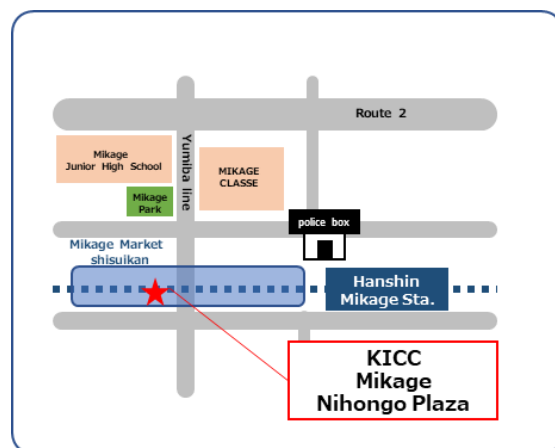 Route 2
Mikage
Junior High School
Yumiba line
MIKAGE
CLASSE
Mikage
Park
police box
Mikage Market
shisuikan
Hanshin
Mikage Sta.
KICC
Mikage
Nihongo Plaza